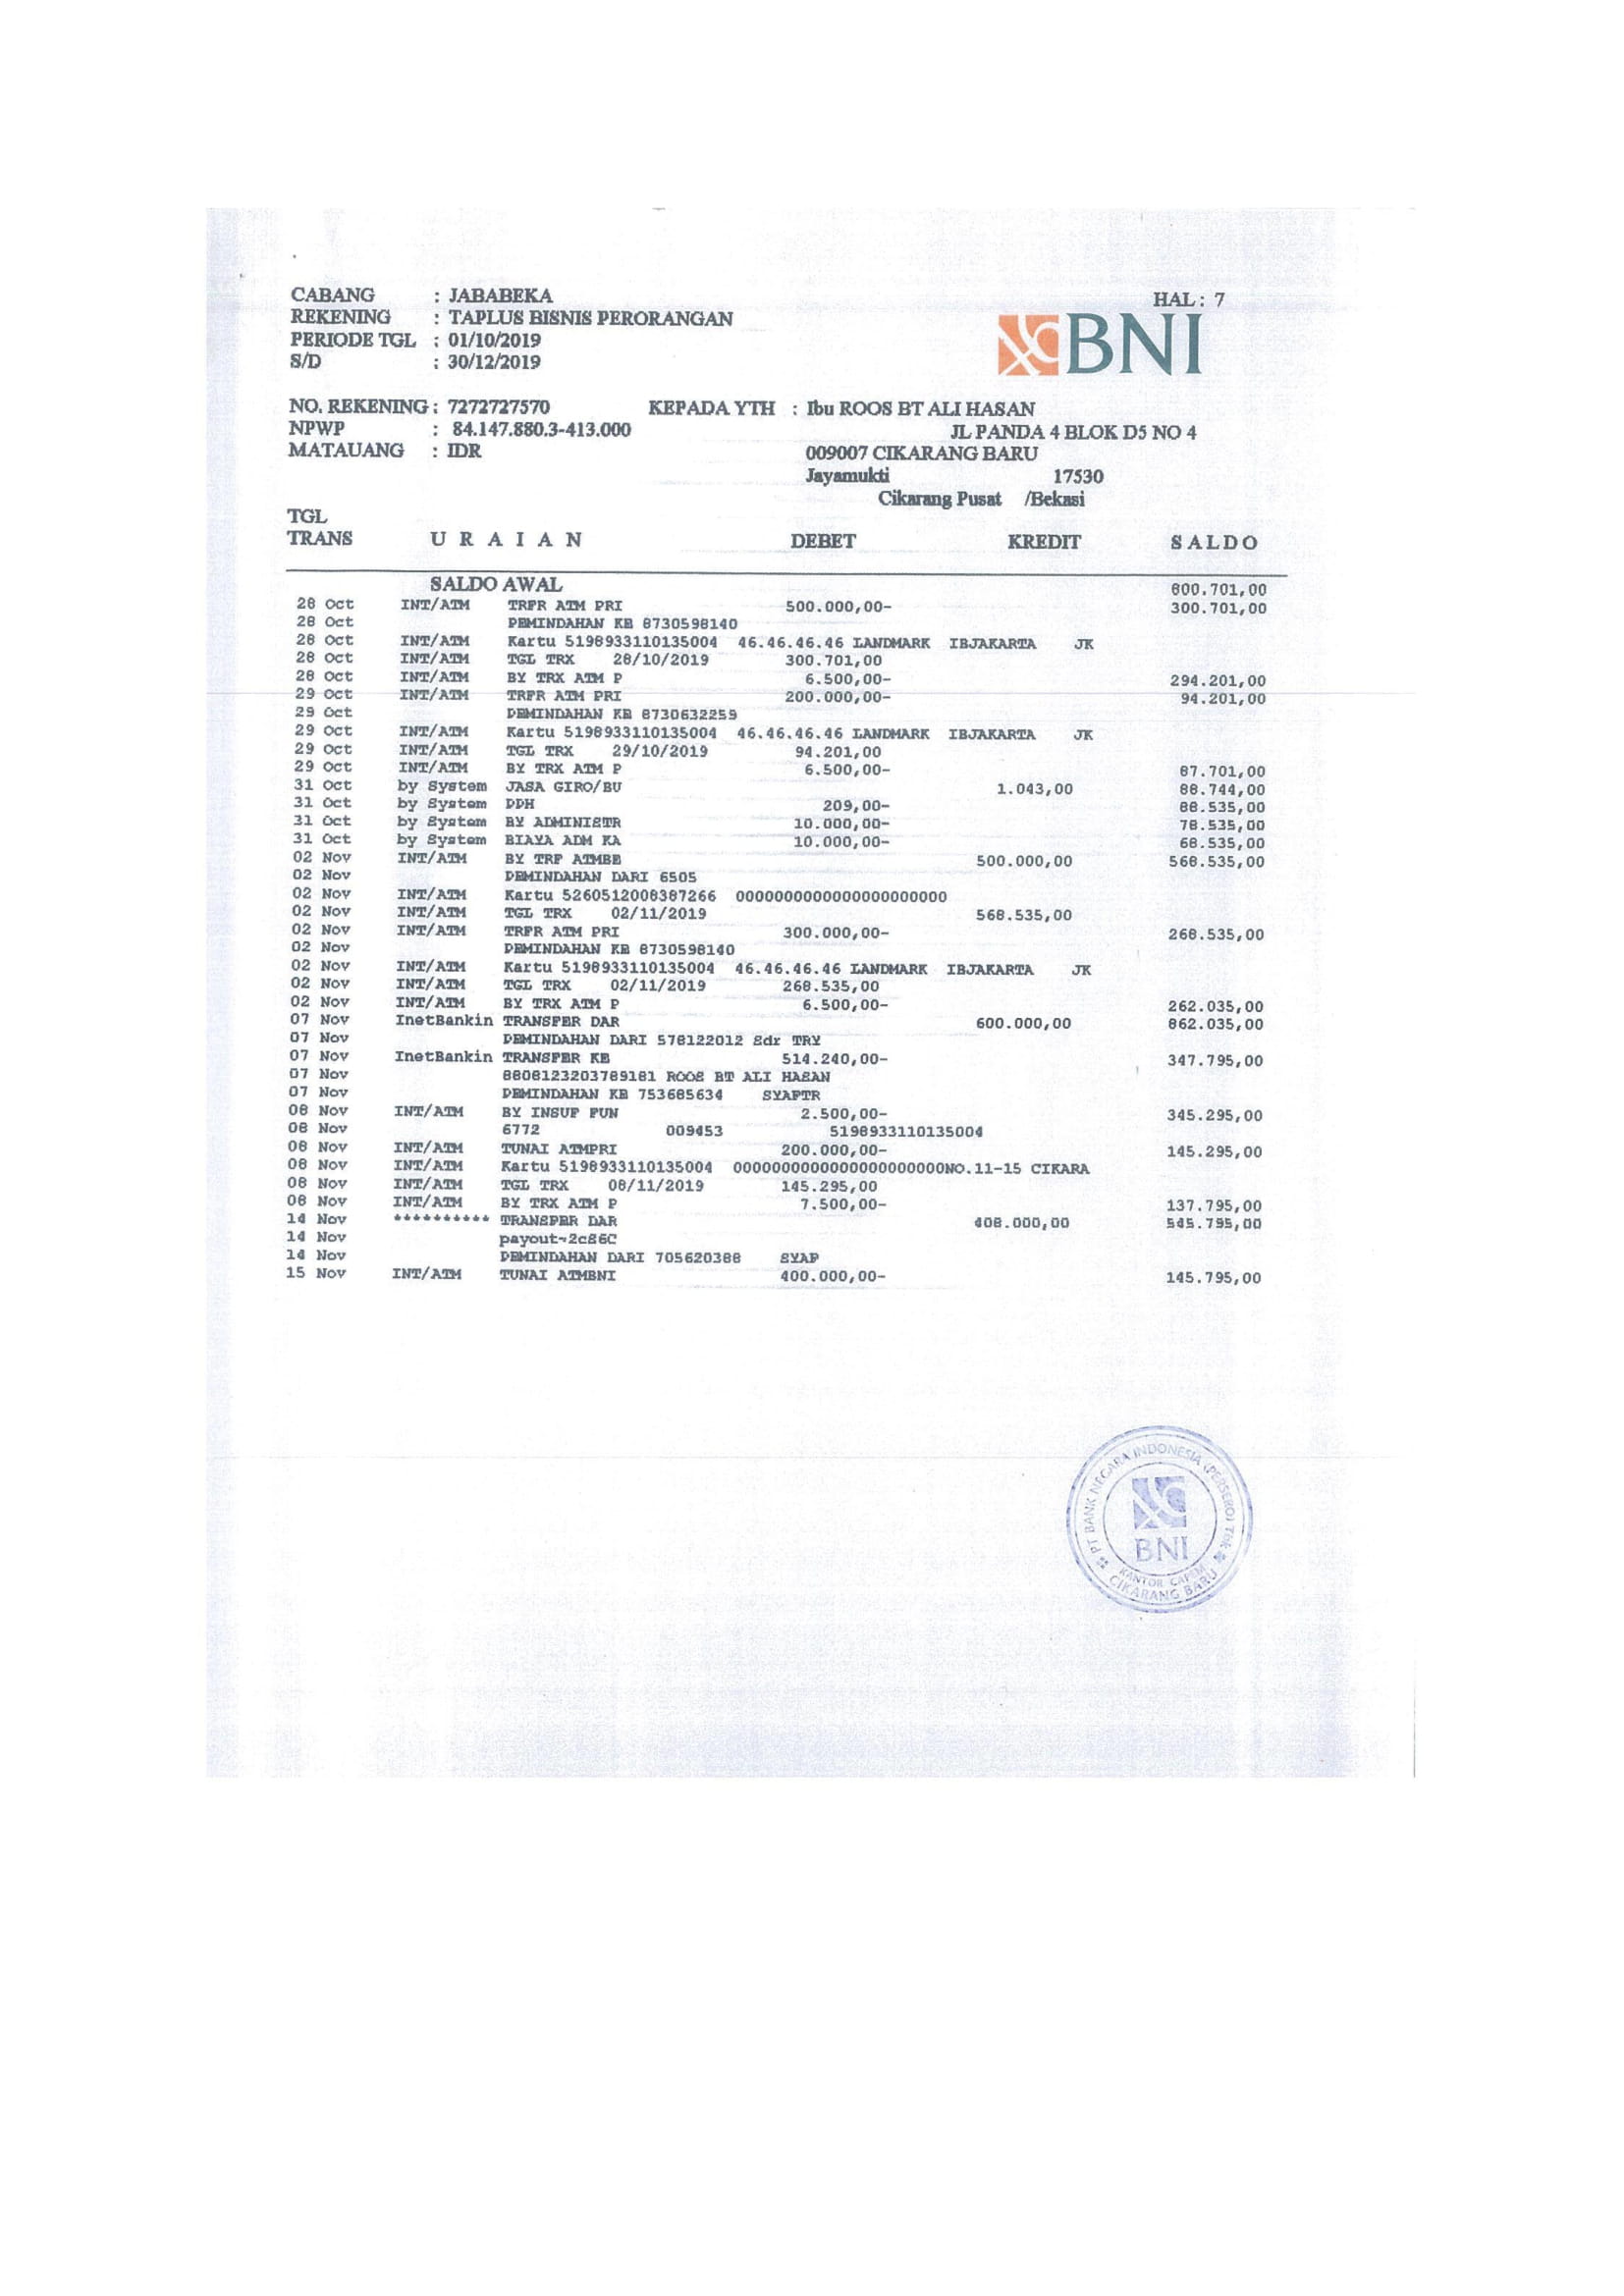 CABANG : JABABEKA HAL: 7
REKENING : TAPLUS BISNIS PERORANGAN
PERIODE TGL : 01/10/2019
S/D : 30/12/2019
BNI
NO. REKENING : 7272727570 KEPADA YTH : Ibu ROOS BT ALI HASAN
NPWP : 84.147.880.3-413.000 JL PANDA 4 BLOK D5 NO 4
MATAUANG : IDR 009007 CIKARANG BARU
Jayamukti 17530
Cikarang Pusat /Bekasi
TGL
TRANS U R A I A N DEBET KREDIT S A L D O
SALDO AWAL 800.701,00
28 Oct INT/ATM TRFR ATM PRI 500.000,00- 300.701,00
28 Oct PEMINDAHAN KE 8730598140
28 Oct INT/ATM Kartu 5198933110135004 46.46.46.46 LANDMARK IBJAKARTA JK
28 Oct INT/ATM TGL TRX 28/10/2019 300.701,00
28 Oct INT/ATM BY TRX ATM P 6.500,00- 294.201,00
29 Oct INT/ATM TRFR ATM PRI 200.000,00- 94.201,00
29 Oct PEMINDAHAN KE 8730632259
29 Oct INT/ATM Kartu 5198933110135004 46.46.46.46 LANDMARK IBJAKARTA JK
29 Oct INT/ATM TGL TRX 29/10/2019 94.201,00
29 Oct INT/ATM BY TRX ATM P 6.500,00- 87.701,00
31 Oct by System JASA GIRO/BU 1.043,00 88.744,00
31 Oct by System PPH 209,00- 88.535,00
31 Oct by System BY ADMINISTR 10.000,00- 78.535,00
31 Oct by System BIAYA ADM KA 10.000,00- 68.535,00
02 Nov INT/ATM BY TRF ATMBE 500.000,00 568.535,00
02 Nov PEMINDAHAN DARI 6505
02 Nov INT/ATM Kartu 5260512008387266 0000000000000000000000
02 Nov INT/ATM TGL TRX 02/11/2019 568.535,00
02 Nov INT/ATM TRFR ATM PRI 300.000,00- 268.535,00
02 Nov PEMINDAHAN KE 8730598140
02 Nov INT/ATM Kartu 5198933110135004 46.46.46.46 LANDMARK IBJAKARTA JK
02 Nov INT/ATM TGL TRX 02/11/2019 268.535,00
02 Nov INT/ATM BY TRX ATM P 6.500,00- 262.035,00
07 Nov InetBankin TRANSFER DAR 600.000,00 862.035,00
07 Nov PEMINDAHAN DARI 578122012 Sdr TRY
07 Nov InetBankin TRANSFER KE 514.240,00- 347.795,00
07 Nov 8808123203789181 ROOS BT ALI HASAN
07 Nov PEMINDAHAN KE 753685634 SYAFTR
08 Nov INT/ATM BY INSUF FUN 2.500,00- 345.295,00
08 Nov 6772 009453 5198933110135004
08 Nov INT/ATM TUNAI ATMPRI 200.000,00- 145.295,00
08 Nov INT/ATM Kartu 5198933110135004 0000000000000000000000NO.11-15 CIKARA
08 Nov INT/ATM TGL TRX 08/11/2019 145.295,00
08 Nov INT/ATM BY TRX ATM P 7.500,00- 137.795,00
14 Nov ********** TRANSFER DAR 408.000,00 545.795,00
14 Nov payout~2cS6C
14 Nov PEMINDAHAN DARI 705620388 SYAF
15 Nov INT/ATM TUNAI ATMBNI 400.000,00- 145.795,00
PT BANK NEGARA INDONESIA (PERSERO) Tbk
BNI
KANTOR CAPEM
CIKARANG BARU